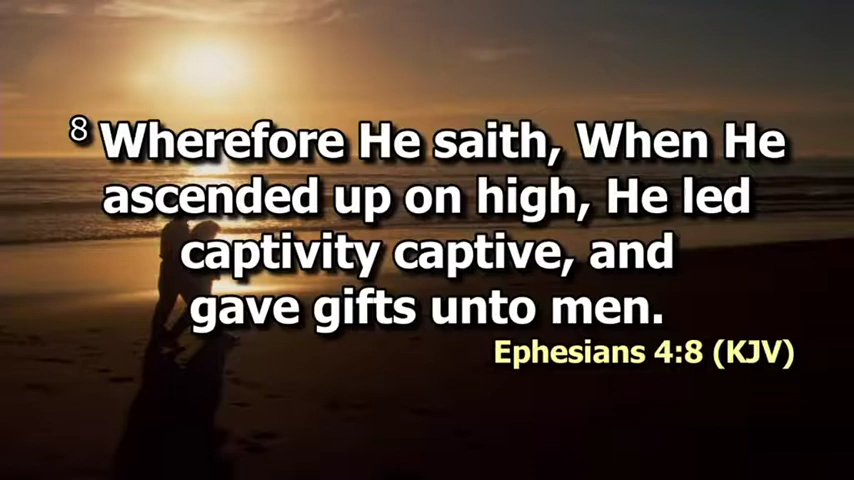 8 Wherefore He saith, When He
ascended up on high, He led
captivity captive, and
gave gifts unto men.
Ephesians 4:8 (KJV)